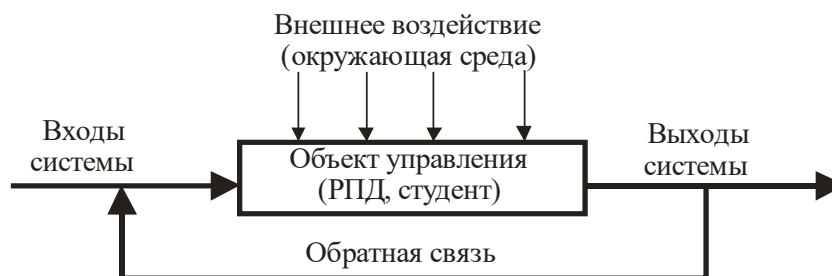 Внешнее воздействие
(окружающая среда)
Входы
системы
Объект управления
(РПД, студент)
Выходы
системы
Обратная связь